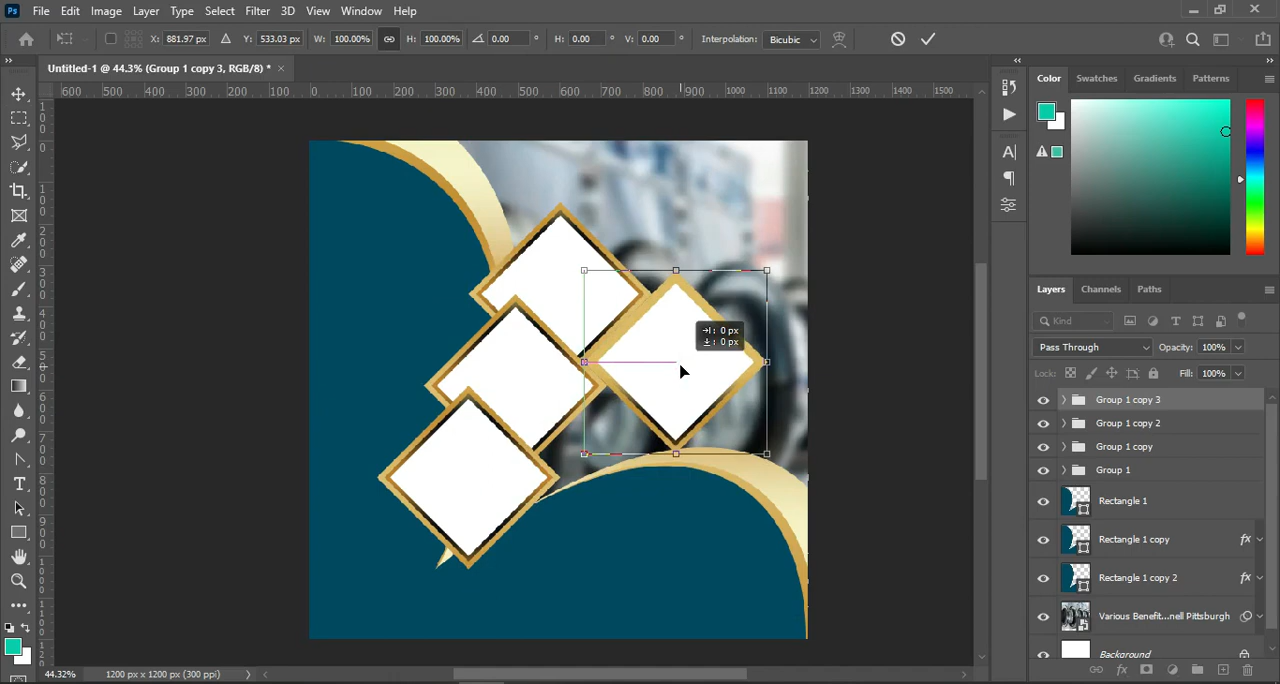 Ps File Edit Image Layer Type Select Filter 3D View Window Help
X: 881.97 px Y: 533.03 px W: 100.00% H: 100.00% 0.00 ° H: 0.00 ° V: 0.00 ° Interpolation: Bicubic
Untitled-1 @ 44.3% (Group 1 copy 3, RGB/8) * ×
600 500 400 300 200 100 0 100 200 300 400 500 600 700 800 900 1000 1100 1200 1300 1400 1500
Color Swatches Gradients Patterns
Layers Channels Paths
Kind
Pass Through Opacity: 100%
Lock: Fill: 100%
Group 1 copy 3
Group 1 copy 2
Group 1 copy
Group 1
Rectangle 1
Rectangle 1 copy fx
Rectangle 1 copy 2 fx
Various Benefit...nell Pittsburgh
Background
fx
→|: 0 px
0 px
44.32% 1200 px x 1200 px (300 ppi)